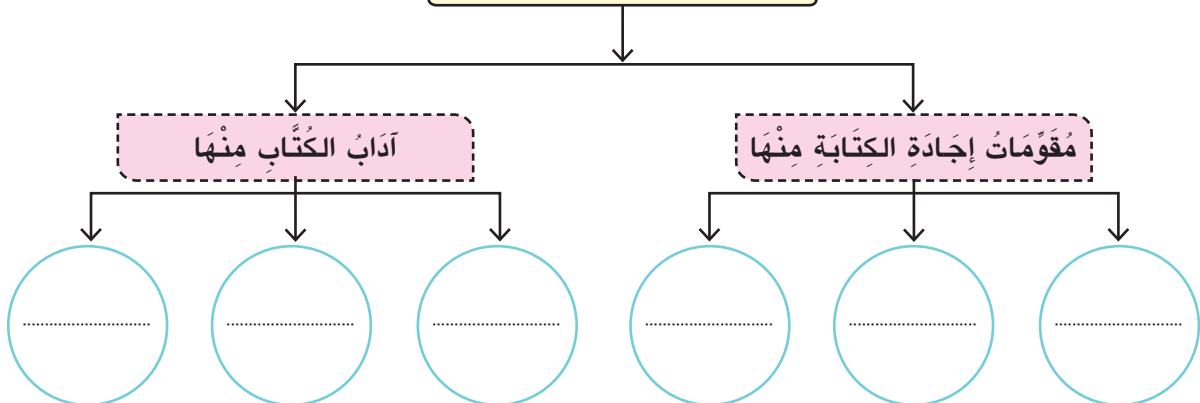 مُقَوِّمَاتُ إِجَادَةِ الكِتَابَةِ مِنْهَا
آدَابُ الكُتَّابِ مِنْهَا